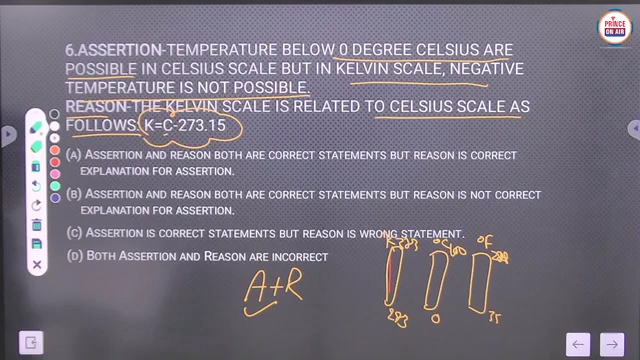 PRINCE
ON AIR
6.ASSERTION-TEMPERATURE BELOW 0 DEGREE CELSIUS ARE
POSSIBLE IN CELSIUS SCALE BUT IN KELVIN SCALE, NEGATIVE
TEMPERATURE IS NOT POSSIBLE.
REASON-THE KELVIN SCALE IS RELATED TO CELSIUS SCALE AS
FOLLOWS. K=C-273.15
(A) ASSERTION AND REASON BOTH ARE CORRECT STATEMENTS BUT REASON IS CORRECT
EXPLANATION FOR ASSERTION.
(B) ASSERTION AND REASON BOTH ARE CORRECT STATEMENTS BUT REASON IS NOT CORRECT
EXPLANATION FOR ASSERTION.
(C) ASSERTION IS CORRECT STATEMENTS BUT REASON IS WRONG STATEMENT.
(D) BOTH ASSERTION AND REASON ARE INCORRECT
K °C 100 °F
A+R
0